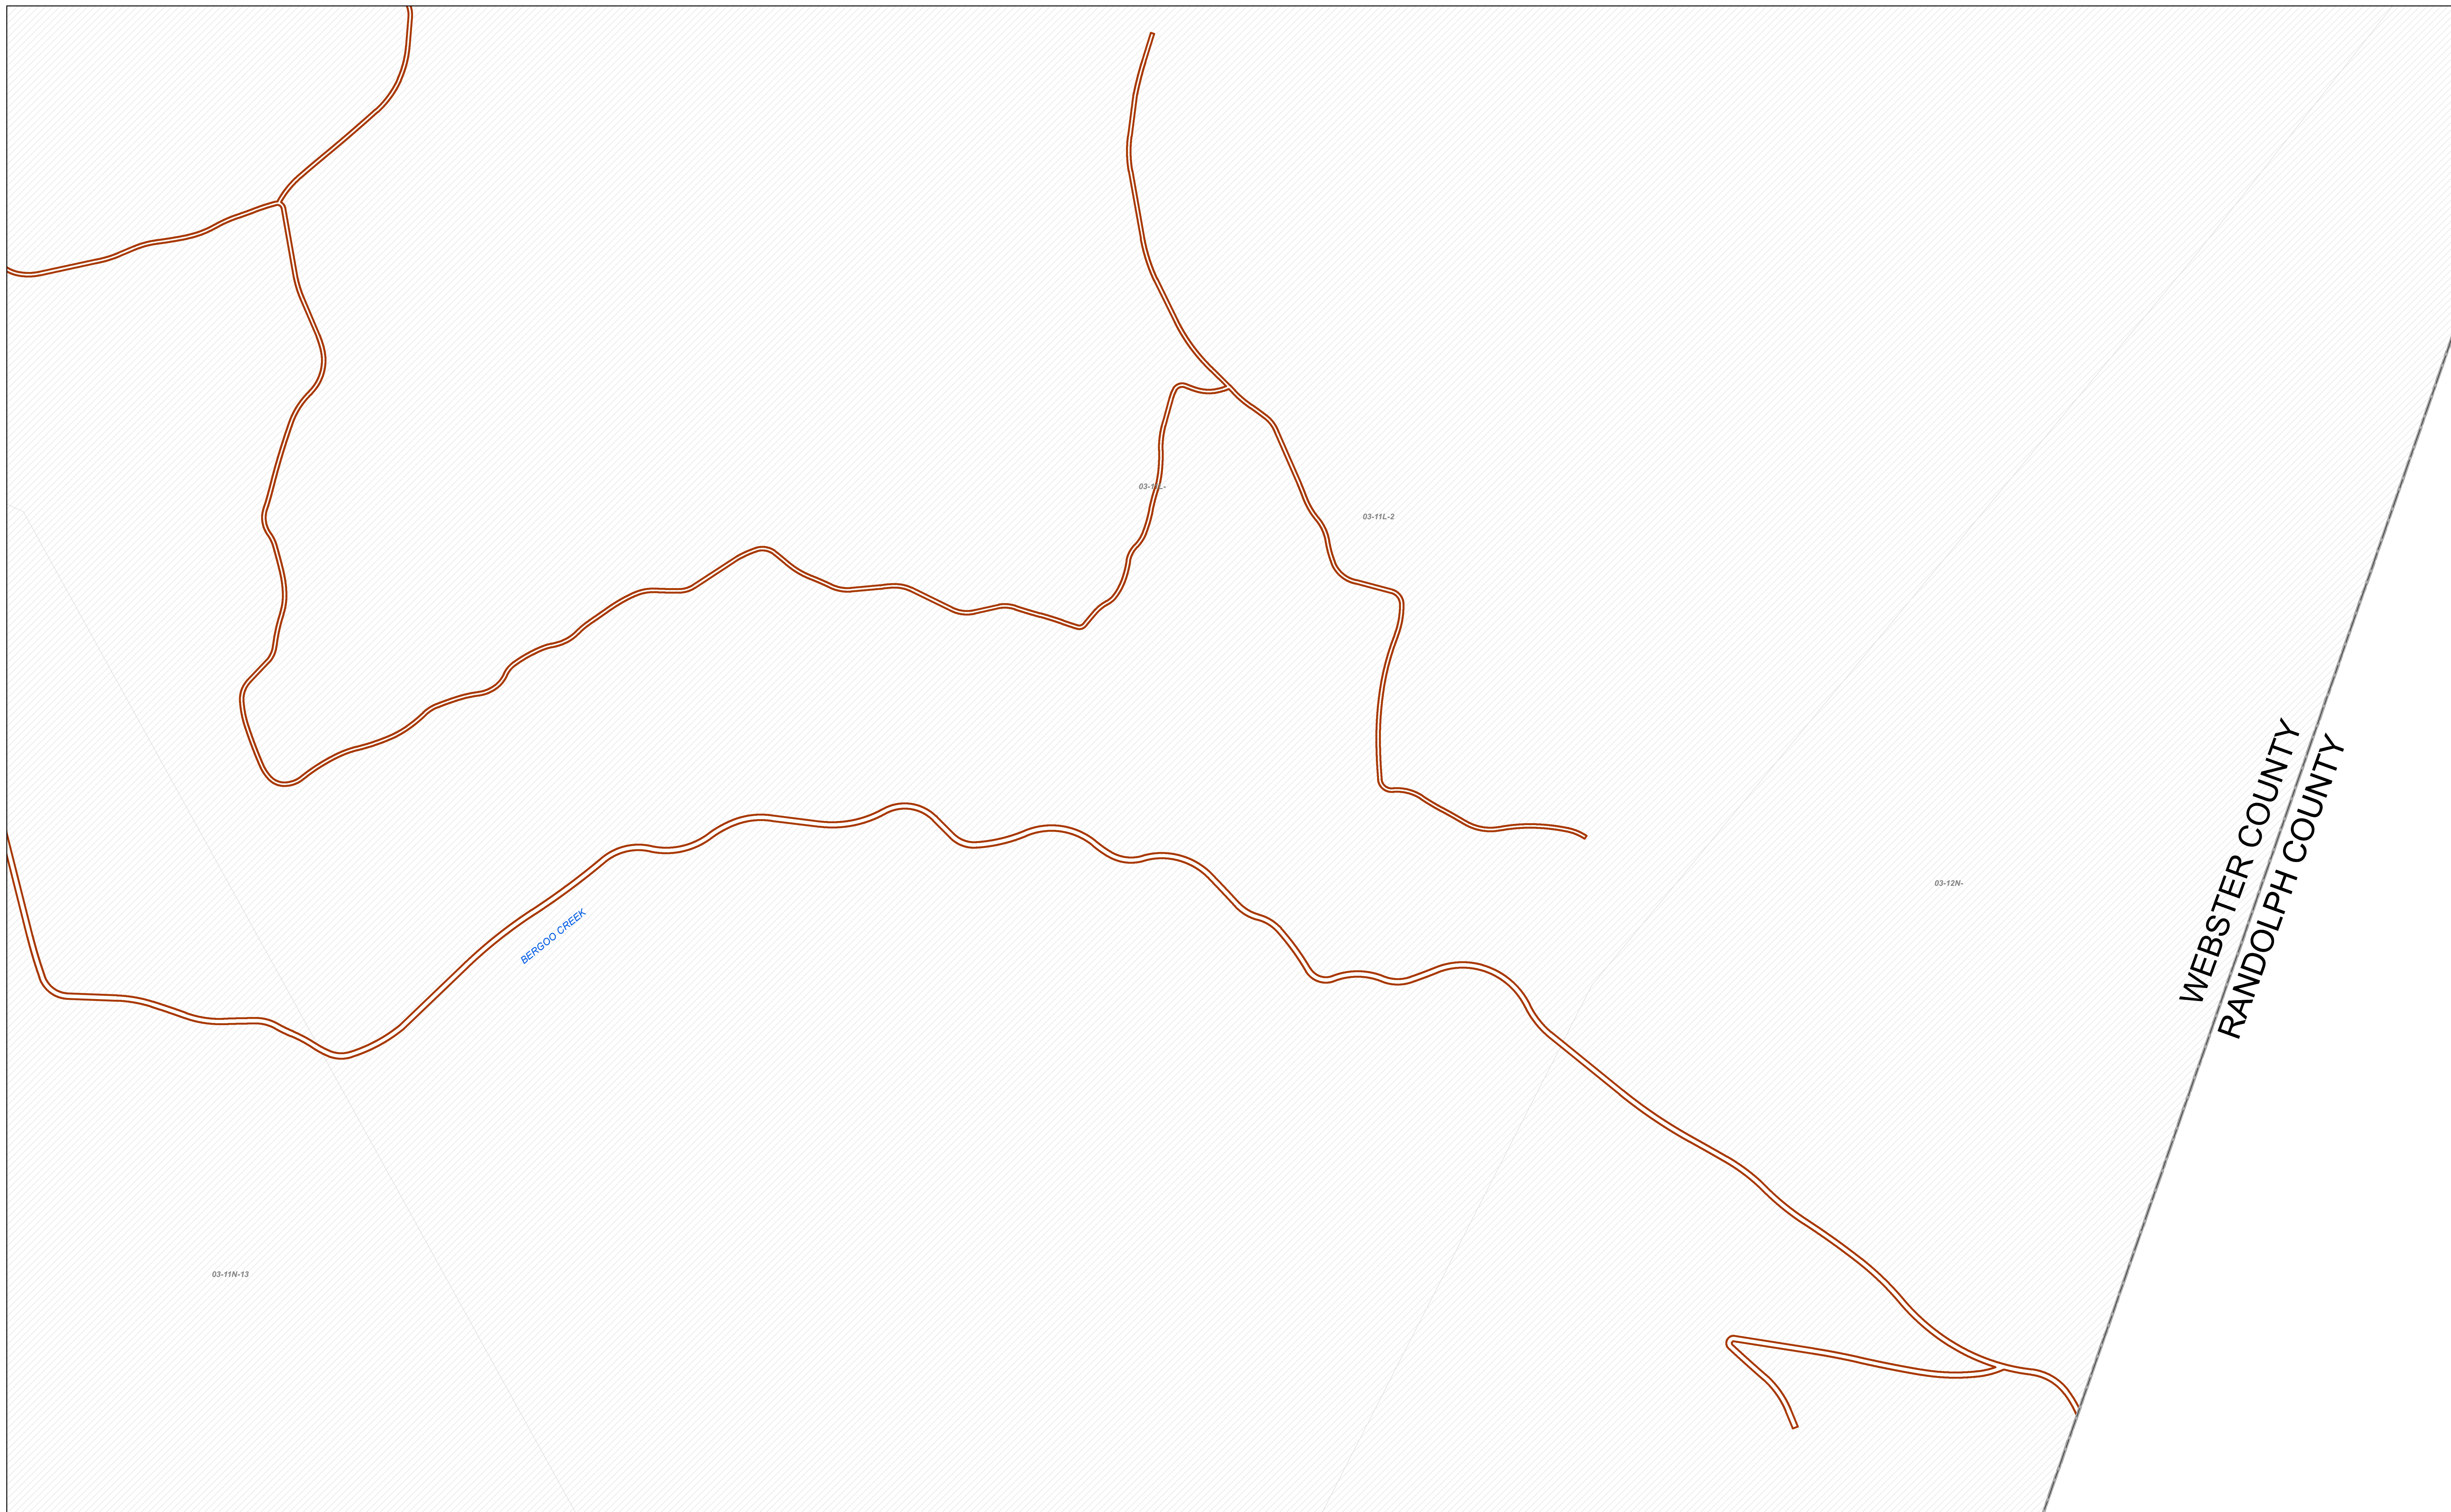 03-11L-2
WEBSTER COUNTY
RANDOLPH COUNTY
03-12N-
BERGOO CREEK
03-11N-13